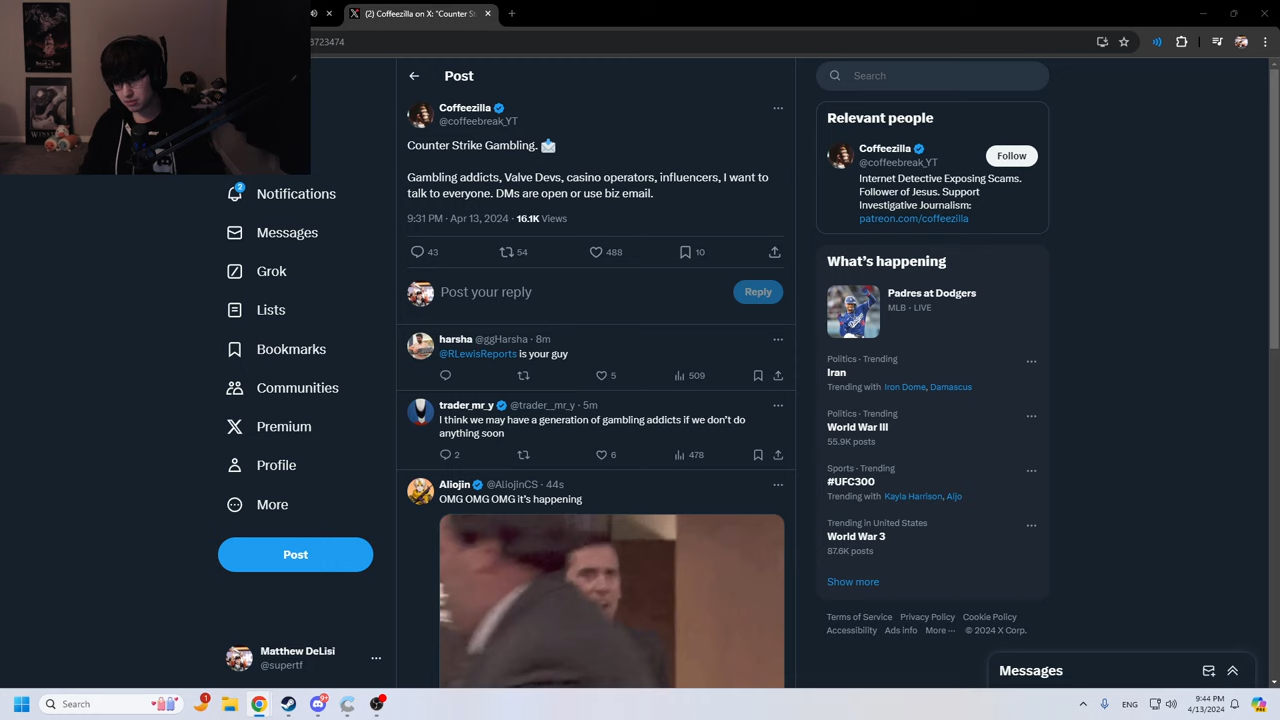 (2) Coffeezilla on X: "Counter St
3723474
WINST
Post
Search
Coffeezilla
@coffeebreak_YT
Counter Strike Gambling. 📩
Gambling addicts, Valve Devs, casino operators, influencers, I want to
talk to everyone. DMs are open or use biz email.
9:31 PM · Apr 13, 2024 · 16.1K Views
43
54
488
10
Post your reply
Reply
harsha @ggHarsha · 8m
@RLewisReports is your guy
5
509
trader_mr_y @trader__mr_y · 5m
I think we may have a generation of gambling addicts if we don't do
anything soon
2
6
478
Aliojin @AliojinCS · 44s
OMG OMG OMG it's happening
2
Notifications
Messages
Grok
Lists
Bookmarks
Communities
Premium
Profile
More
Post
Matthew DeLisi
@supertf
Relevant people
Coffeezilla
@coffeebreak_YT
Follow
Internet Detective Exposing Scams.
Follower of Jesus. Support
Investigative Journalism:
patreon.com/coffeezilla
What's happening
Padres at Dodgers
MLB · LIVE
Politics · Trending
Iran
Trending with Iron Dome, Damascus
Politics · Trending
World War III
55.9K posts
Sports · Trending
#UFC300
Trending with Kayla Harrison, Aljo
Trending in United States
World War 3
87.6K posts
Show more
Terms of Service Privacy Policy Cookie Policy
Accessibility Ads info More ··· © 2024 X Corp.
Messages
Search
1
9+
ENG
9:44 PM
4/13/2024